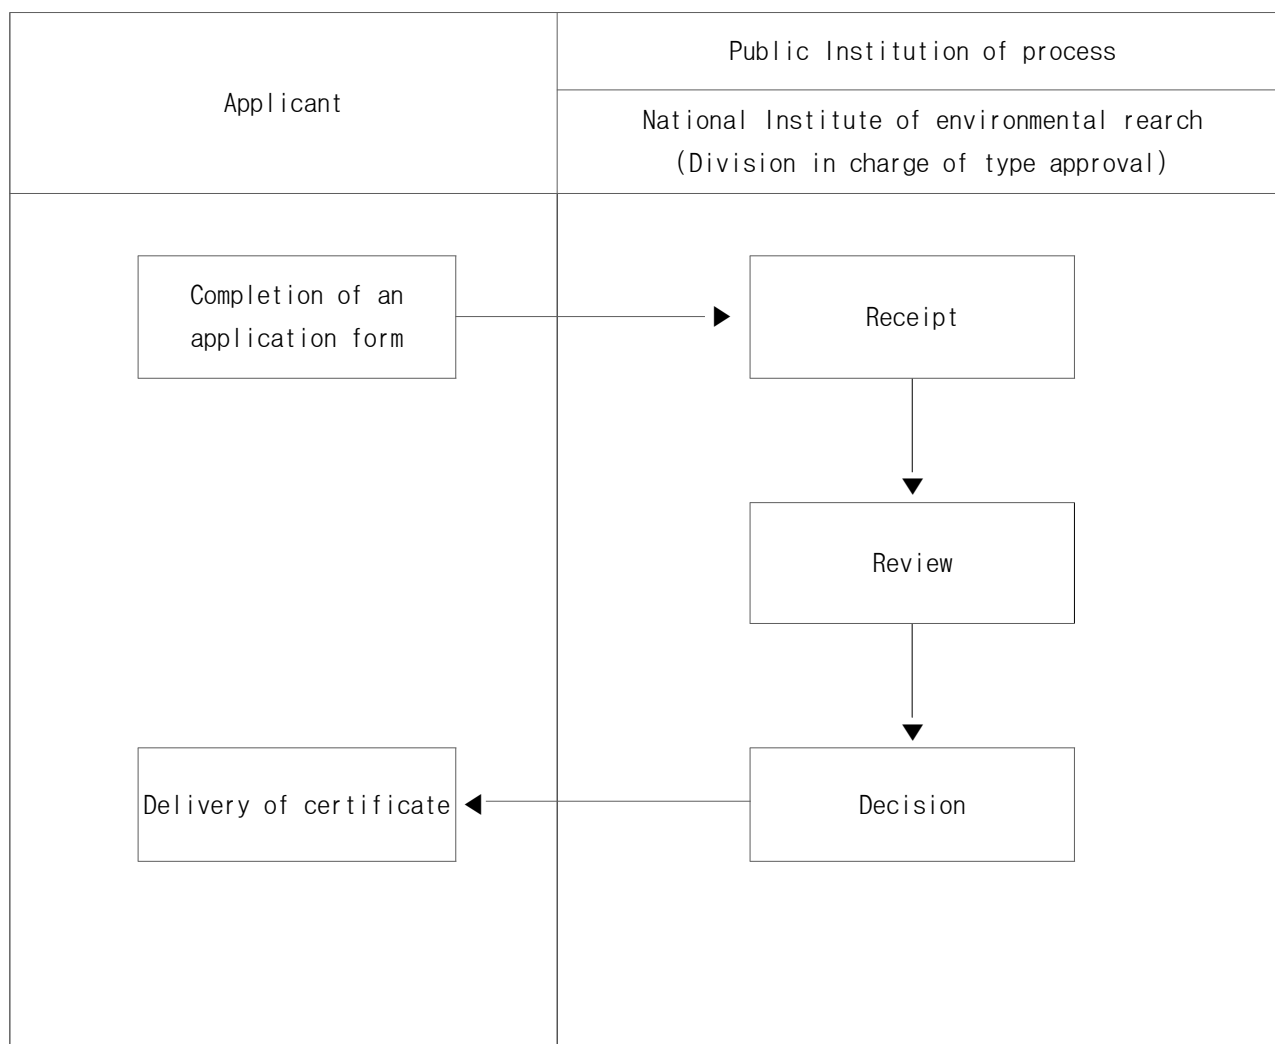 Applicant
Public Institution of process
National Institute of environmental rearch
(Division in charge of type approval)
Completion of an
application form
Receipt
Review
Delivery of certificate
Decision